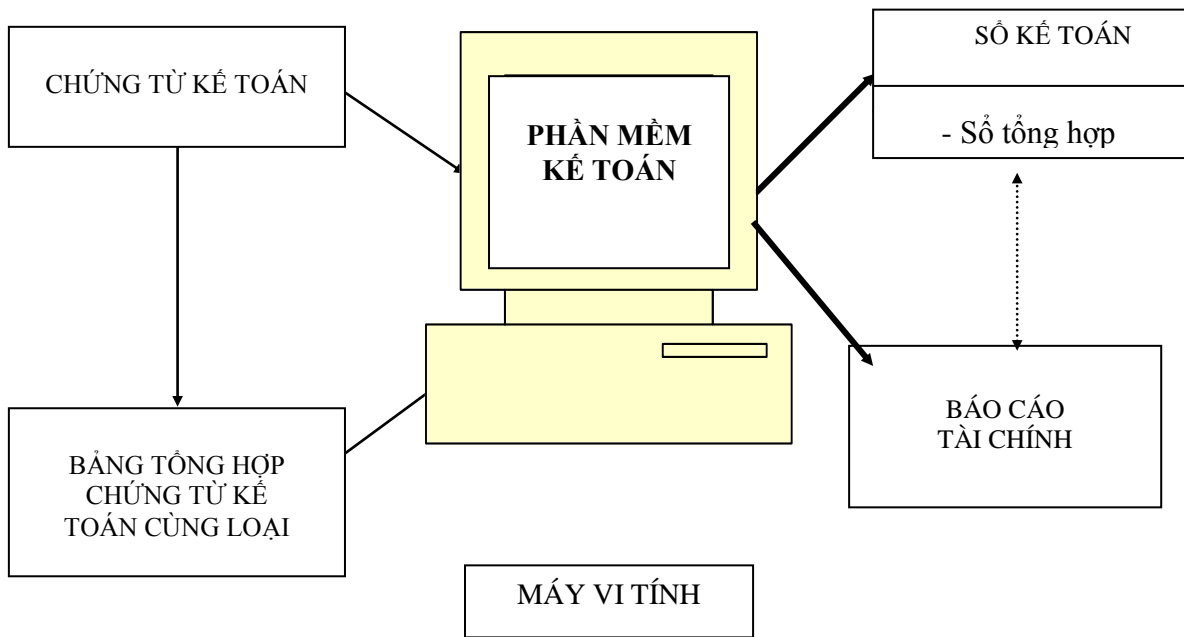 CHỨNG TỪ KẾ TOÁN
PHẦN MỀM
KẾ TOÁN
SỔ KẾ TOÁN
- Sổ tổng hợp
BẢNG TỔNG HỢP
CHỨNG TỪ KẾ
TOÁN CÙNG LOẠI
BÁO CÁO
TÀI CHÍNH
MÁY VI TÍNH